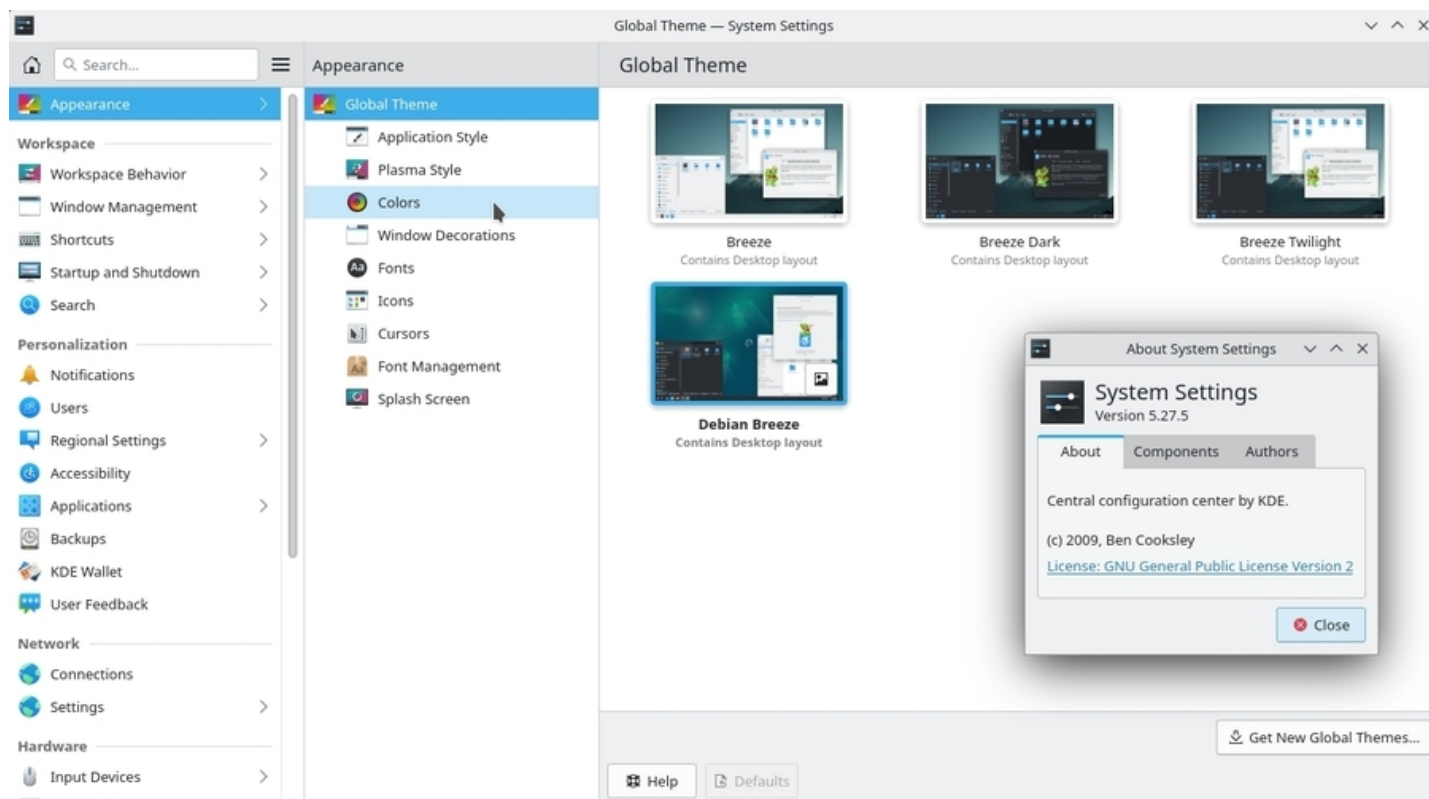 Global Theme — System Settings
Search...
Appearance
Global Theme
Appearance
Workspace
Workspace Behavior
Window Management
Shortcuts
Startup and Shutdown
Search
Personalization
Notifications
Users
Regional Settings
Accessibility
Applications
Backups
KDE Wallet
User Feedback
Network
Connections
Settings
Hardware
Input Devices
Global Theme
Application Style
Plasma Style
Colors
Window Decorations
Aa Fonts
Icons
Cursors
Aa Font Management
Splash Screen
Breeze
Contains Desktop layout
Breeze Dark
Contains Desktop layout
Breeze Twilight
Contains Desktop layout
Debian Breeze
Contains Desktop layout
About System Settings
System Settings
Version 5.27.5
About
Components
Authors
Central configuration center by KDE.
(c) 2009, Ben Cooksley
License: GNU General Public License Version 2
Close
Get New Global Themes...
Help
Defaults